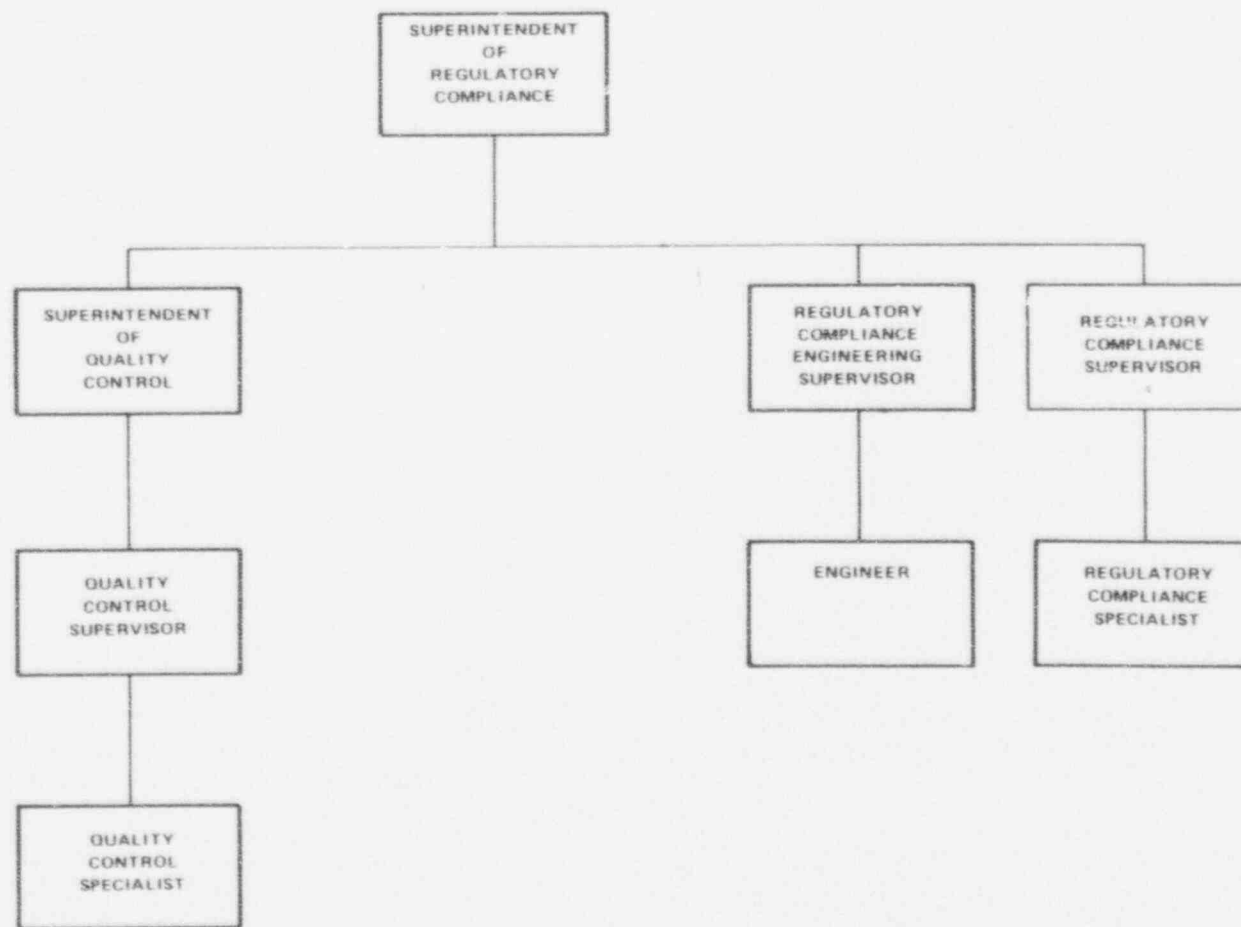 SUPERINTENDENT
OF
REGULATORY
COMPLIANCE
SUPERINTENDENT
OF
QUALITY
CONTROL
REGULATORY
COMPLIANCE
ENGINEERING
SUPERVISOR
REGULATORY
COMPLIANCE
SUPERVISOR
QUALITY
CONTROL
SUPERVISOR
ENGINEER
REGULATORY
COMPLIANCE
SPECIALIST
QUALITY
CONTROL
SPECIALIST